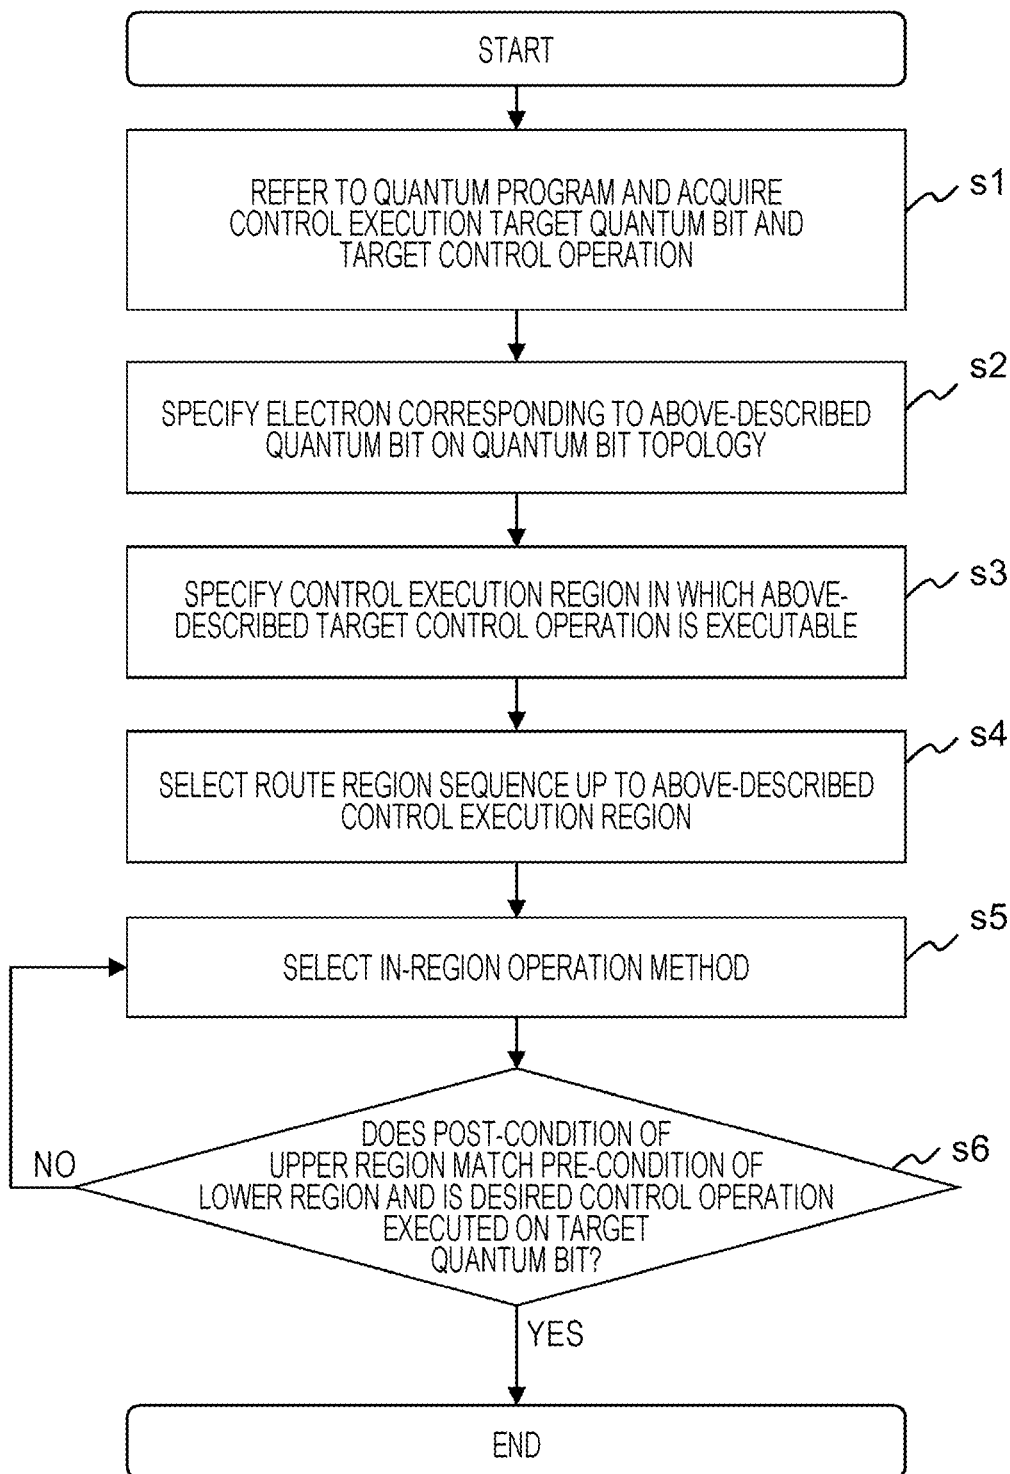 START
REFER TO QUANTUM PROGRAM AND ACQUIRE
CONTROL EXECUTION TARGET QUANTUM BIT AND
TARGET CONTROL OPERATION
s1
SPECIFY ELECTRON CORRESPONDING TO ABOVE-DESCRIBED
QUANTUM BIT ON QUANTUM BIT TOPOLOGY
s2
SPECIFY CONTROL EXECUTION REGION IN WHICH ABOVE-
DESCRIBED TARGET CONTROL OPERATION IS EXECUTABLE
s3
SELECT ROUTE REGION SEQUENCE UP TO ABOVE-DESCRIBED
CONTROL EXECUTION REGION
s4
SELECT IN-REGION OPERATION METHOD
s5
DOES POST-CONDITION OF
UPPER REGION MATCH PRE-CONDITION OF
LOWER REGION AND IS DESIRED CONTROL OPERATION
EXECUTED ON TARGET
QUANTUM BIT?
s6
NO
YES
END